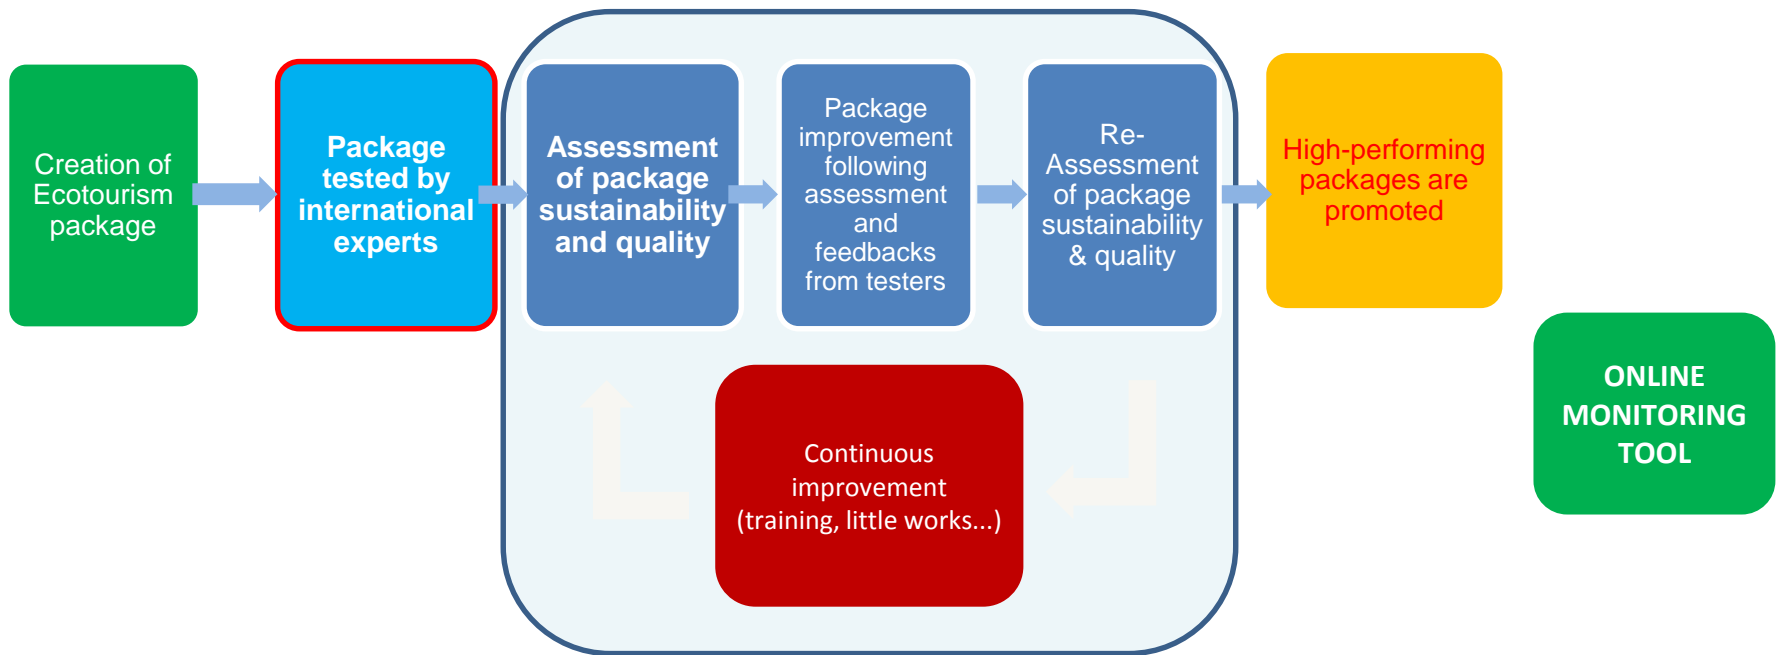 Creation of
Ecotourism
package
Package
tested by
international
experts
Assessment
of package
sustainability
and quality
Package
improvement
following
assessment
and
feedbacks
from testers
Re-
Assessment
of package
sustainability
& quality
High-performing
packages are
promoted
ONLINE
MONITORING
TOOL
Continuous
improvement
(training, little works...)